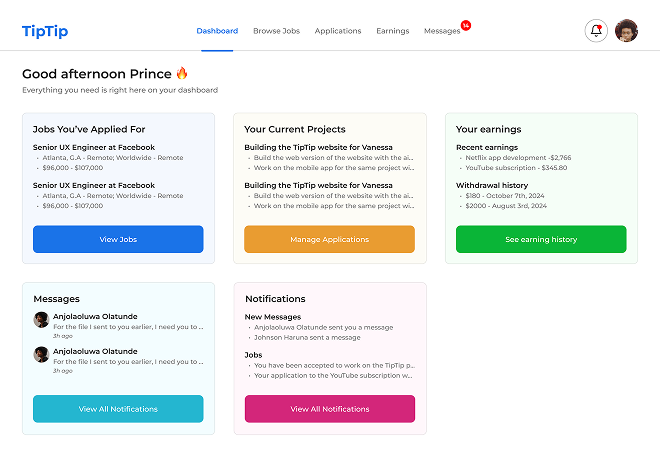 TipTip
Dashboard
Browse Jobs
Applications
Earnings
Messages
14
Good afternoon Prince
Everything you need is right here on your dashboard
Jobs You've Applied For
Senior UX Engineer at Facebook
• Atlanta, G.A - Remote; Worldwide - Remote
• $96,000 - $107,000
Senior UX Engineer at Facebook
• Atlanta, G.A - Remote; Worldwide - Remote
• $96,000 - $107,000
View Jobs
Your Current Projects
Building the TipTip website for Vanessa
• Build the web version of the website with the ai...
• Work on the mobile app for the same project wi...
Building the TipTip website for Vanessa
• Build the web version of the website with the ai...
• Work on the mobile app for the same project wi...
Manage Applications
Your earnings
Recent earnings
• Netflix app development -$2,766
• YouTube subscription - $345.80
Withdrawal history
• $180 - October 7th, 2024
• $2000 - August 3rd, 2024
See earning history
Messages
Anjolaoluwa Olatunde
For the file I sent to you earlier, I need you to ...
3h ago
Anjolaoluwa Olatunde
For the file I sent to you earlier, I need you to ...
3h ago
View All Notifications
Notifications
New Messages
• Anjolaoluwa Olatunde sent you a message
• Johnson Haruna sent a message
Jobs
• You have been accepted to work on the TipTip p...
• Your application to the YouTube subscription w...
View All Notifications